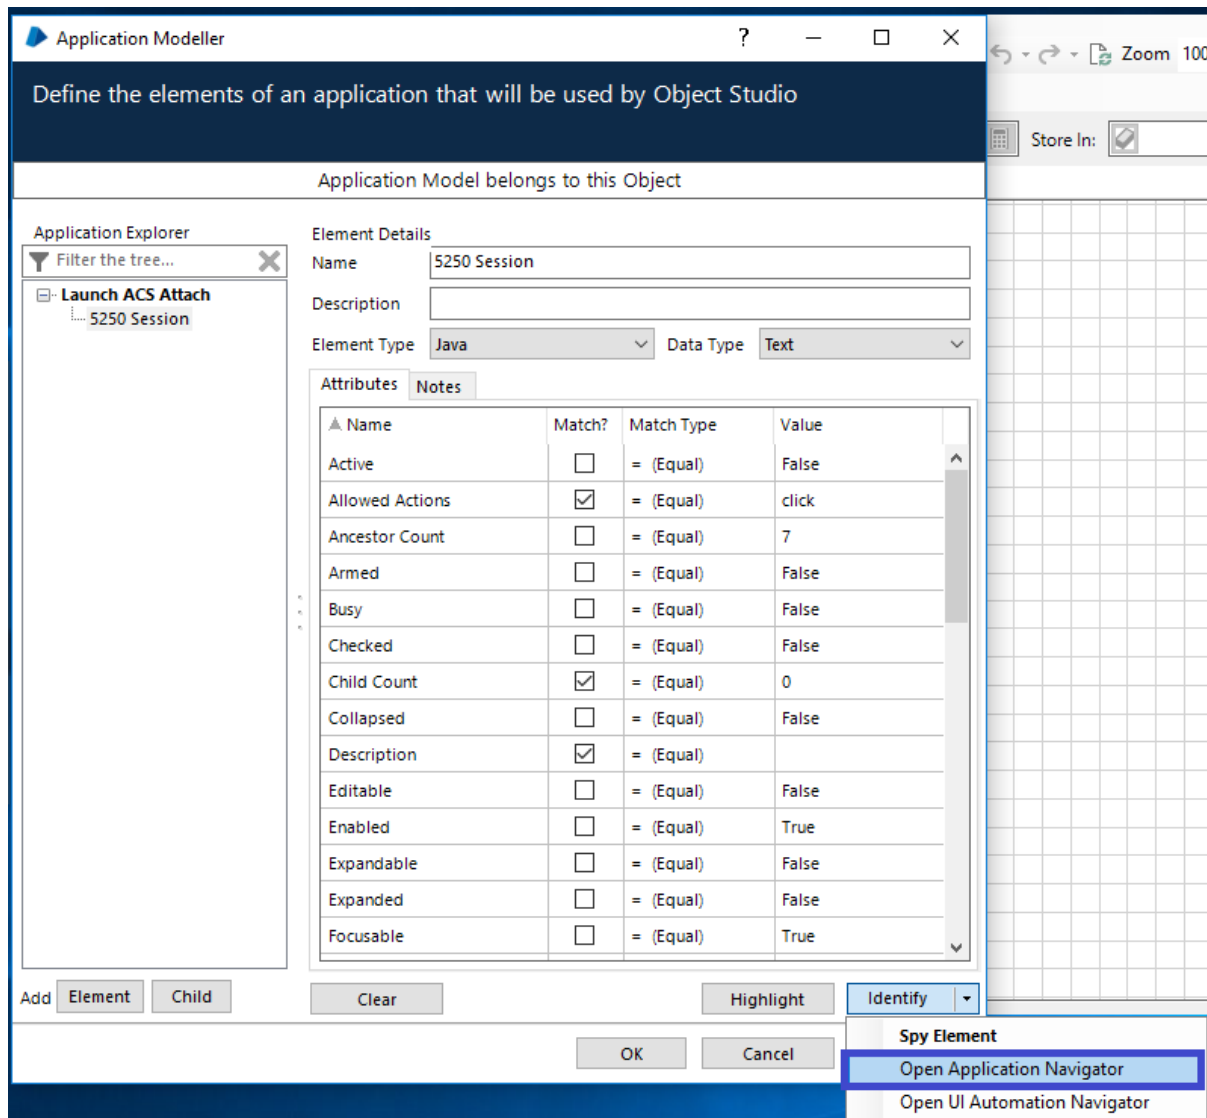 Application Modeller
?
Zoom 100
Define the elements of an application that will be used by Object Studio
Store In:
Application Model belongs to this Object
Application Explorer
Filter the tree...
Launch ACS Attach
5250 Session
Element Details
Name 5250 Session
Description
Element Type Java Data Type Text
Attributes Notes
Name Match? Match Type Value
Active = (Equal) False
Allowed Actions = (Equal) click
Ancestor Count = (Equal) 7
Armed = (Equal) False
Busy = (Equal) False
Checked = (Equal) False
Child Count = (Equal) 0
Collapsed = (Equal) False
Description = (Equal)
Editable = (Equal) False
Enabled = (Equal) True
Expandable = (Equal) False
Expanded = (Equal) False
Focusable = (Equal) True
Add Element Child
Clear Highlight Identify
OK Cancel
Spy Element
Open Application Navigator
Open UI Automation Navigator